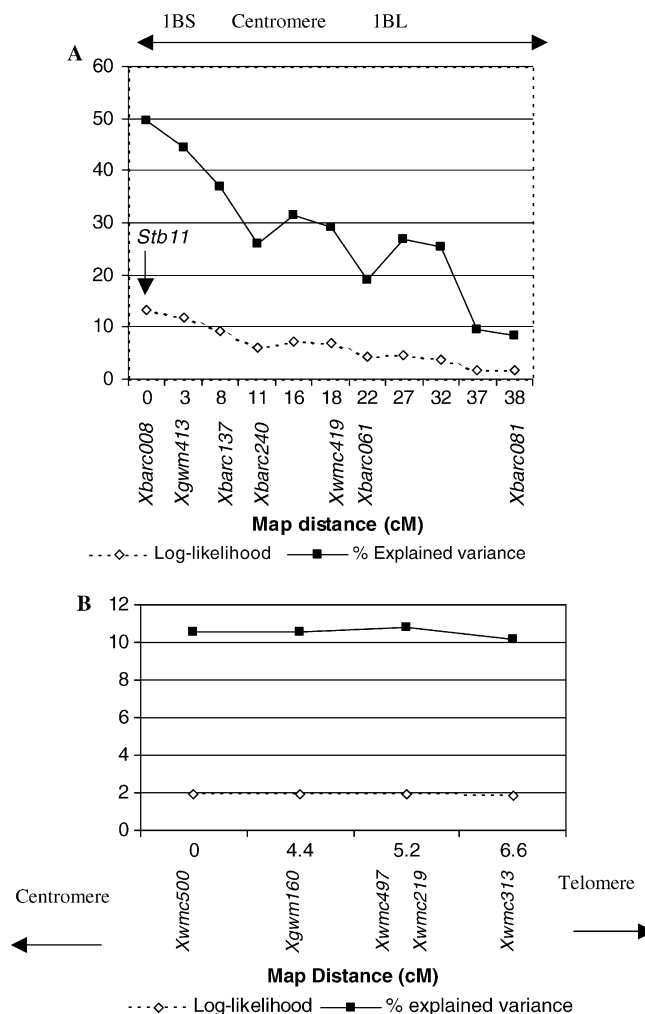 1BS Centromere 1BL
A
60
50
40
30
20
10
0
Stb11
0 3 8 11 16 18 22 27 32 37 38
Xbarc008 Xgwm413 Xbarc137 Xbarc240 Xwmc419 Xbarc061 Xbarc081
Map distance (cM)
Log-likelihood % Explained variance
B
12
10
8
6
4
2
0
0 4.4 5.2 6.6
Xwmc500 Xgwm160 Xwmc497 Xwmc219 Xwmc313
Centromere Telomere
Map Distance (cM)
Log-likelihood % explained variance